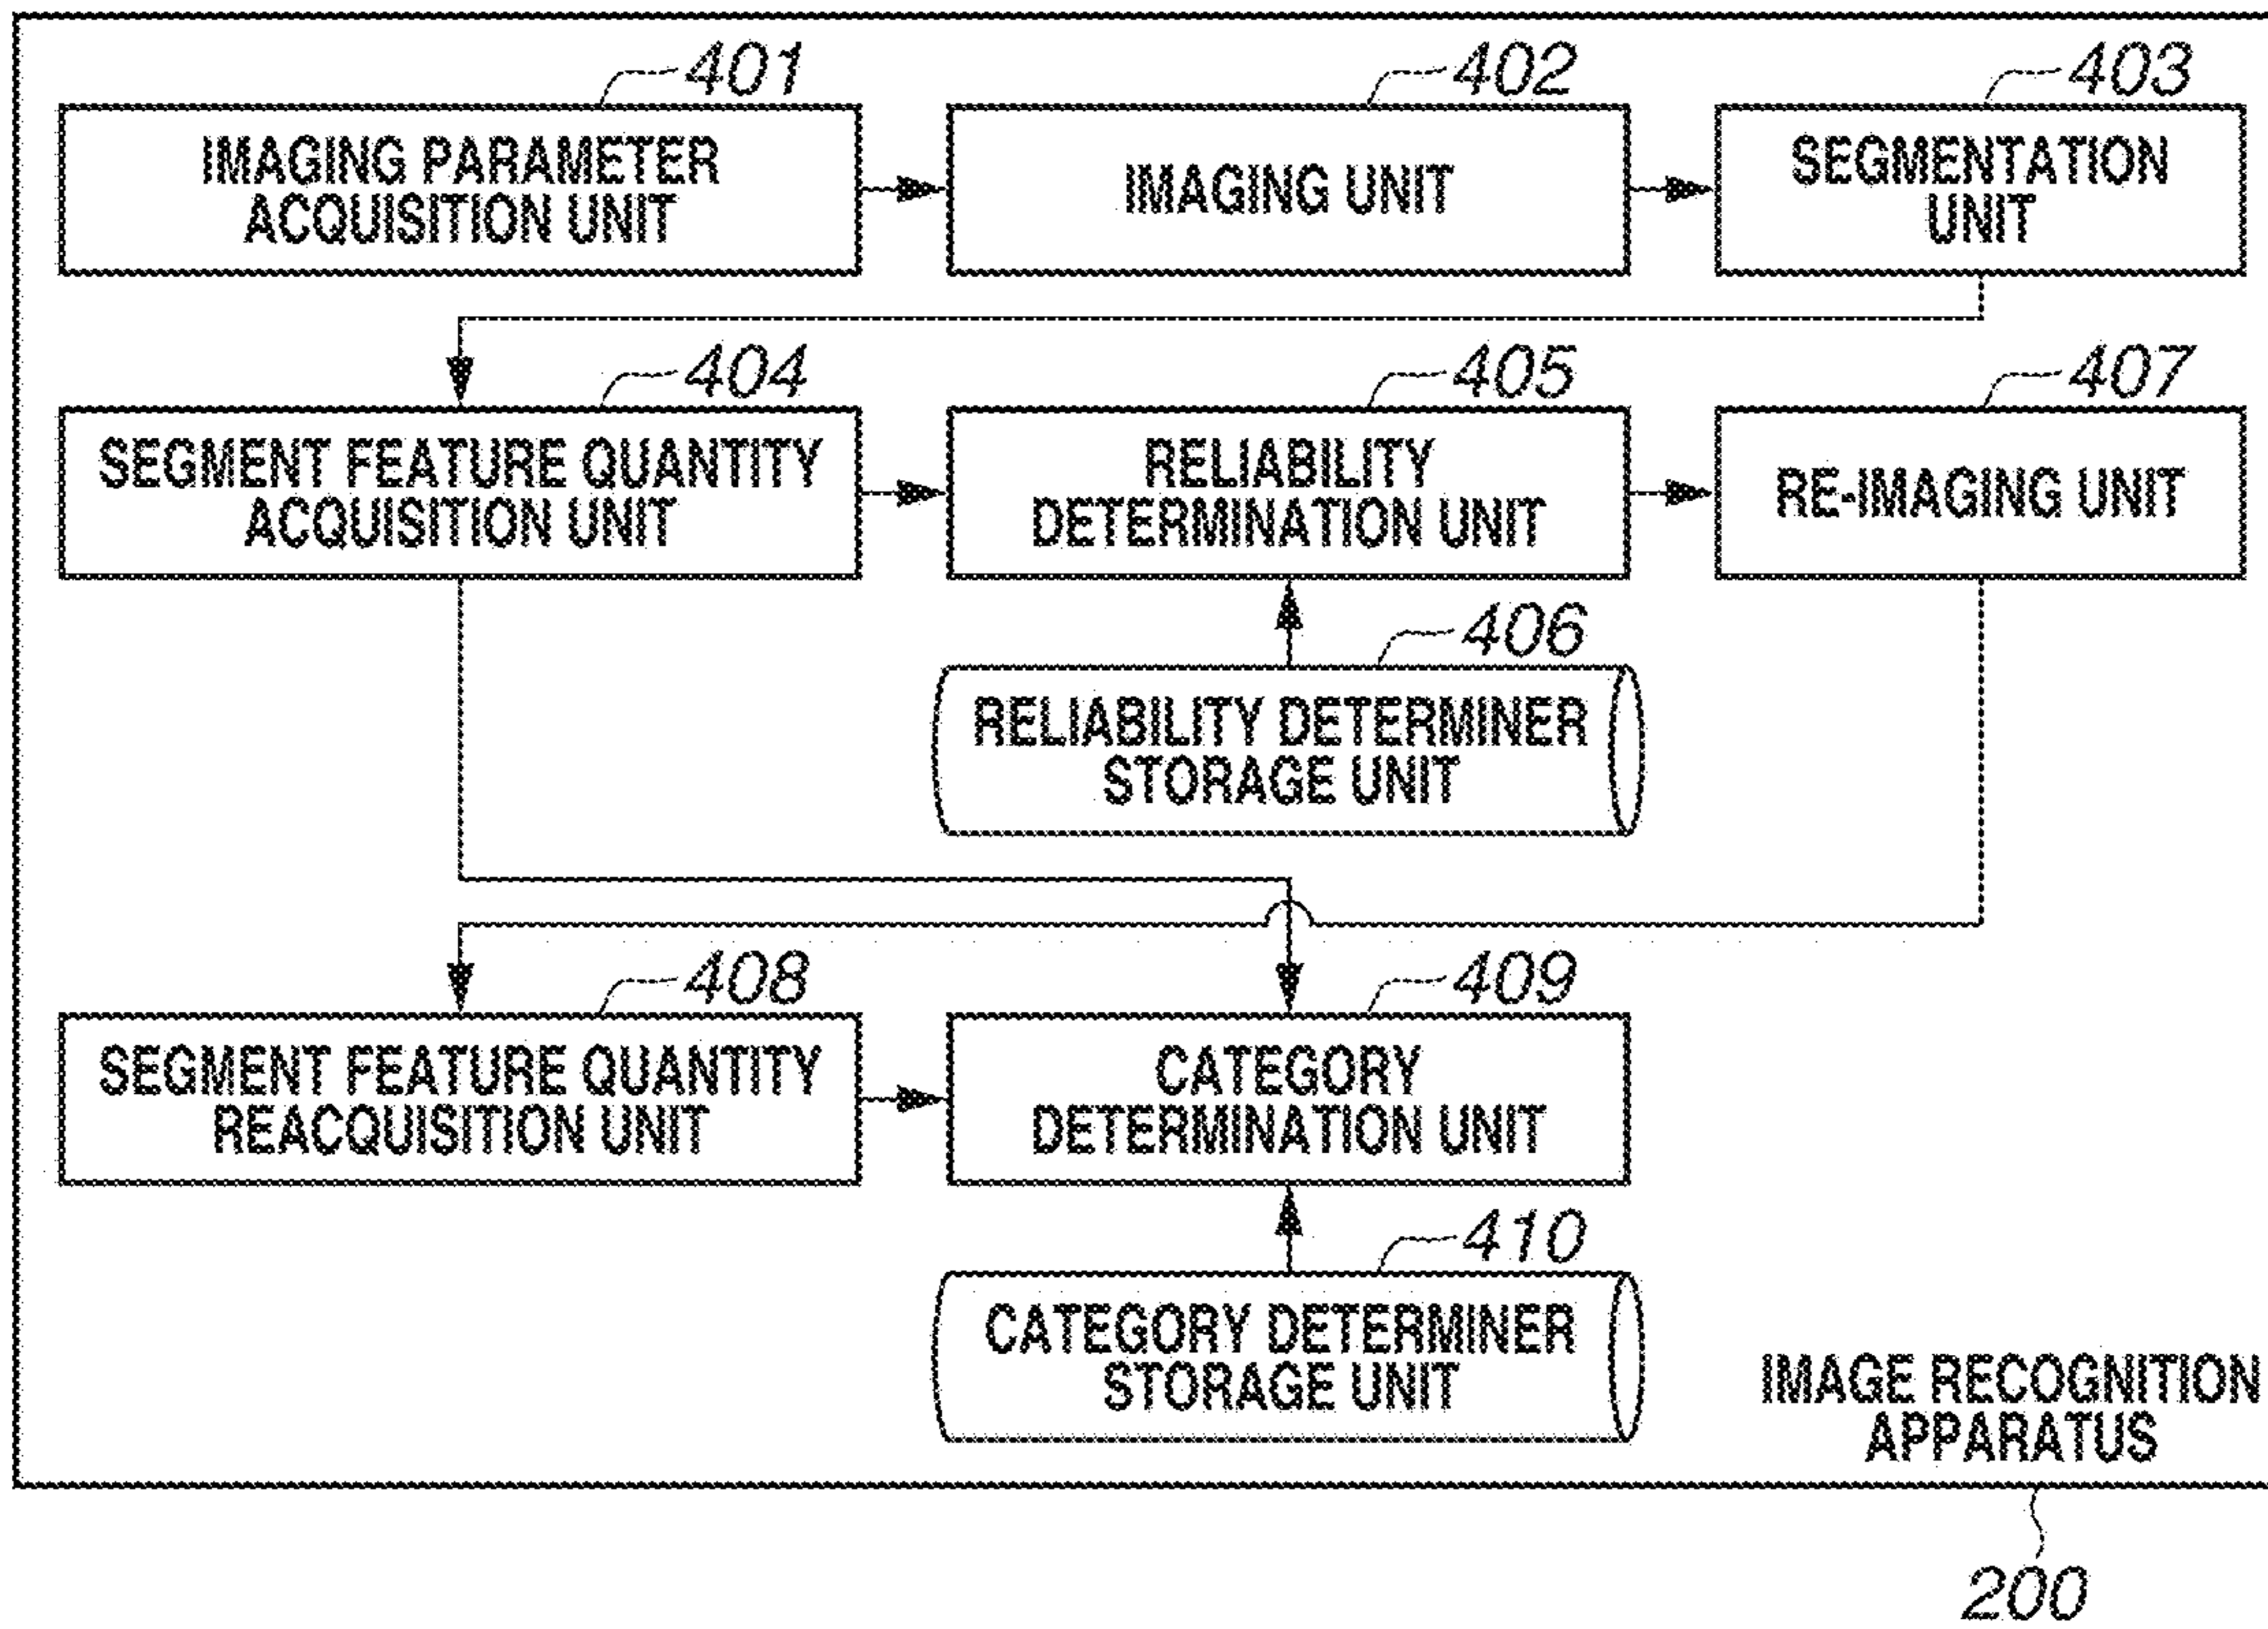 401
IMAGING PARAMETER
ACQUISITION UNIT
402
IMAGING UNIT
403
SEGMENTATION
UNIT
404
SEGMENT FEATURE QUANTITY
ACQUISITION UNIT
405
RELIABILITY
DETERMINATION UNIT
407
RE-IMAGING UNIT
406
RELIABILITY DETERMINER
STORAGE UNIT
408
SEGMENT FEATURE QUANTITY
REACQUISITION UNIT
409
CATEGORY
DETERMINATION UNIT
410
CATEGORY DETERMINER
STORAGE UNIT
IMAGE RECOGNITION
APPARATUS
200